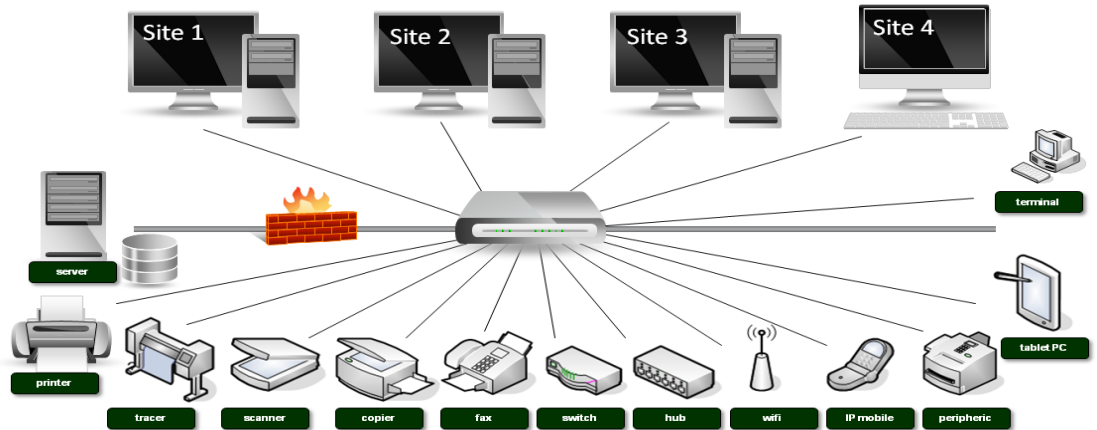 Site 1
Site 2
Site 3
Site 4
terminal
server
tablet PC
printer
tracer
scanner
copier
fax
switch
hub
wifi
IP mobile
peripheric